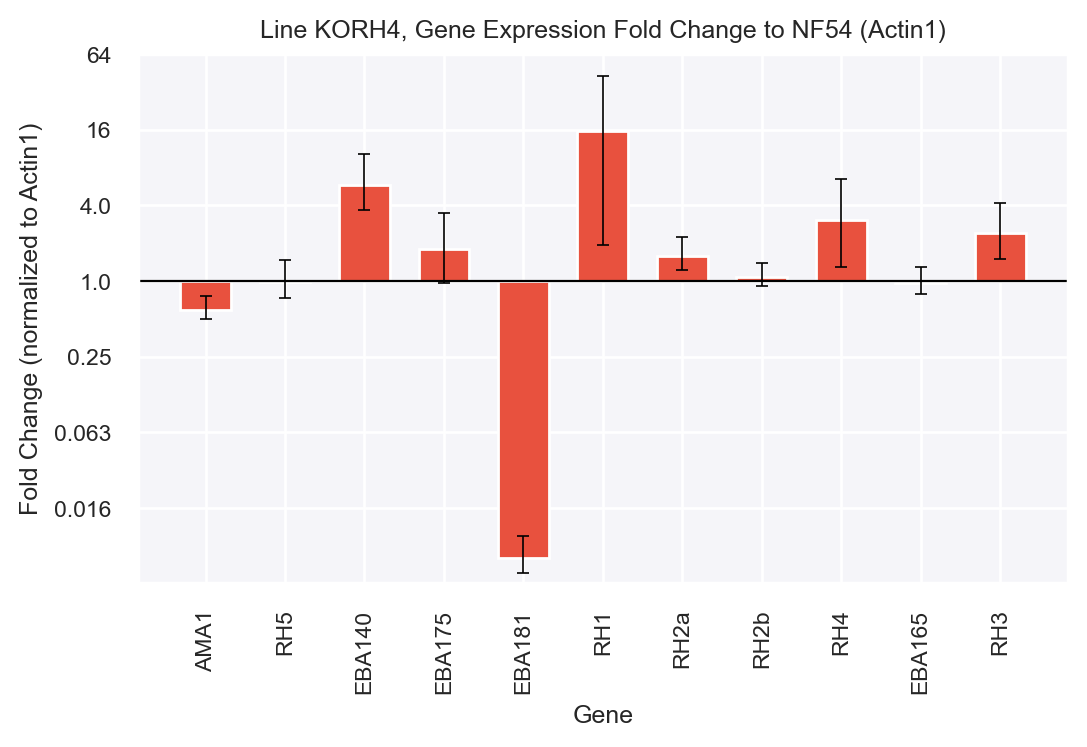 Line KORH4, Gene Expression Fold Change to NF54 (Actin1)
Fold Change (normalized to Actin1)
64
16
4.0
1.0
0.25
0.063
0.016
AMA1
RH5
EBA140
EBA175
EBA181
RH1
RH2a
RH2b
RH4
EBA165
RH3
Gene